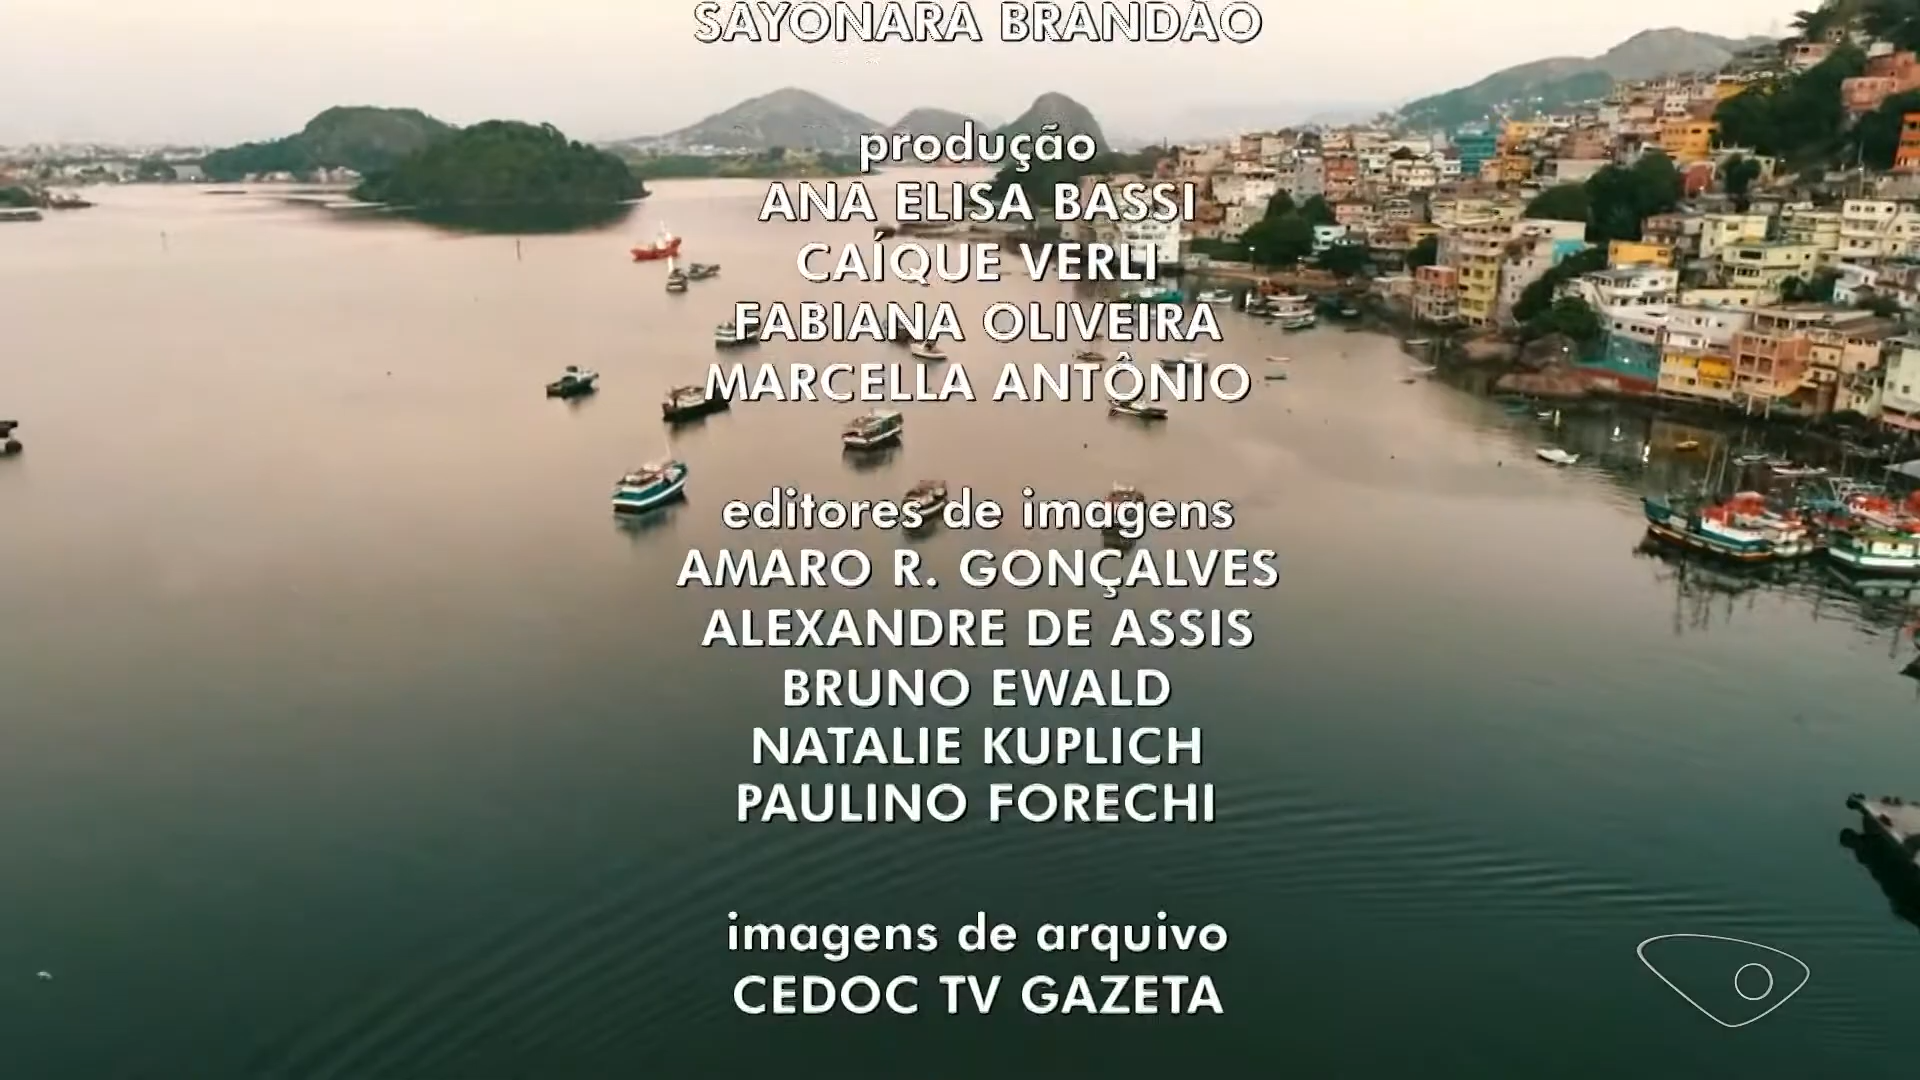 SAYONARA BRANDÃO
produção
ANA ELISA BASSI
CAÍQUE VERLI
FABIANA OLIVEIRA
MARCELLA ANTÔNIO
editores de imagens
AMARO R. GONÇALVES
ALEXANDRE DE ASSIS
BRUNO EWALD
NATALIE KUPLICH
PAULINO FORECHI
imagens de arquivo
CEDOC TV GAZETA